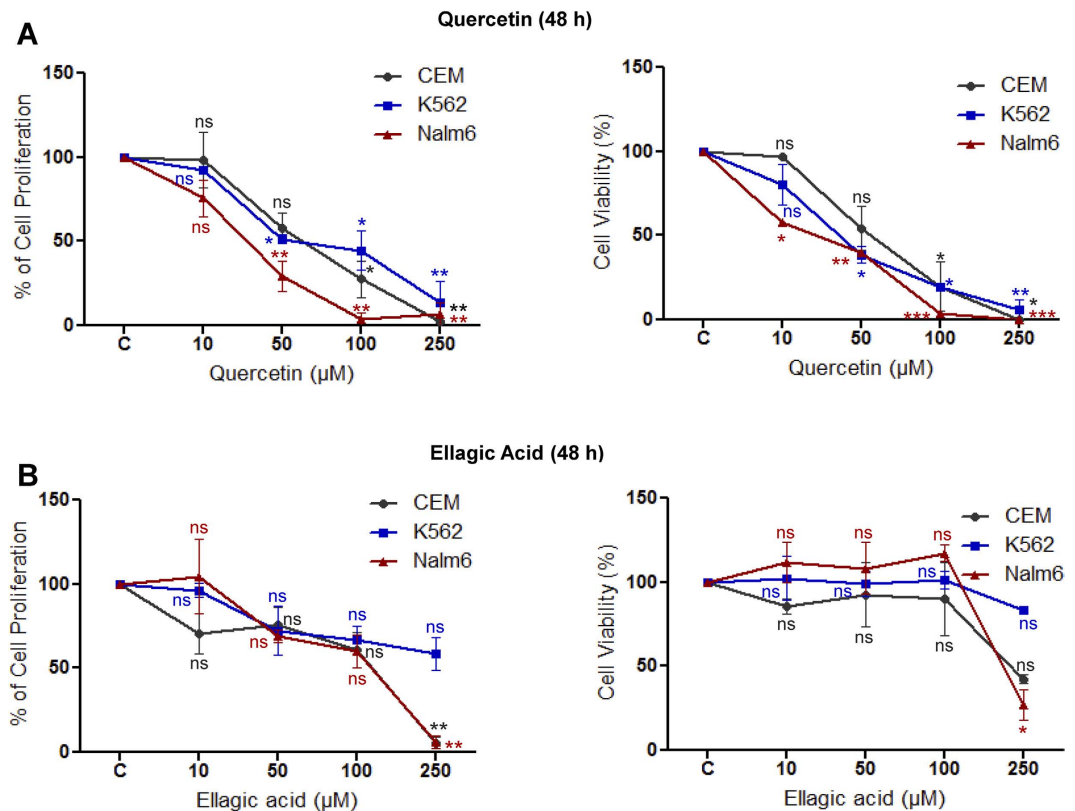 Quercetin (48 h)
A
150
100
50
0
% of Cell Proliferation
CEM
K562
Nalm6
ns
ns
ns
ns
*
**
*
*
**
**
**
**
C 10 50 100 250
Quercetin (µM)
150
100
50
0
Cell Viability (%)
CEM
K562
Nalm6
ns
ns
*
ns
**
*
*
*
***
**
*
***
C 10 50 100 250
Quercetin (µM)
Ellagic Acid (48 h)
B
150
100
50
0
% of Cell Proliferation
CEM
K562
Nalm6
ns
ns
ns
ns
ns
ns
ns
ns
ns
ns
**
**
C 10 50 100 250
Ellagic acid (µM)
150
100
50
0
Cell Viability (%)
CEM
K562
Nalm6
ns
ns
ns
ns
ns
ns
ns
ns
ns
ns
ns
*
C 10 50 100 250
Ellagic acid (µM)